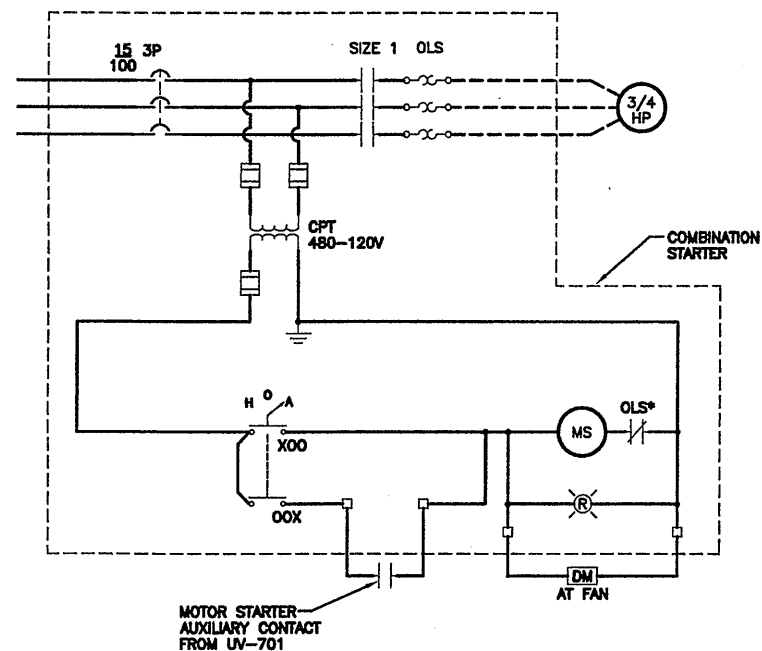 15 3P
100
SIZE 1 OLS
3/4
HP
CPT
480-120V
COMBINATION
STARTER
H O A
XOO
MS
OLS*
OOX
R
DM
AT FAN
MOTOR STARTER
AUXILIARY CONTACT
FROM UV-701